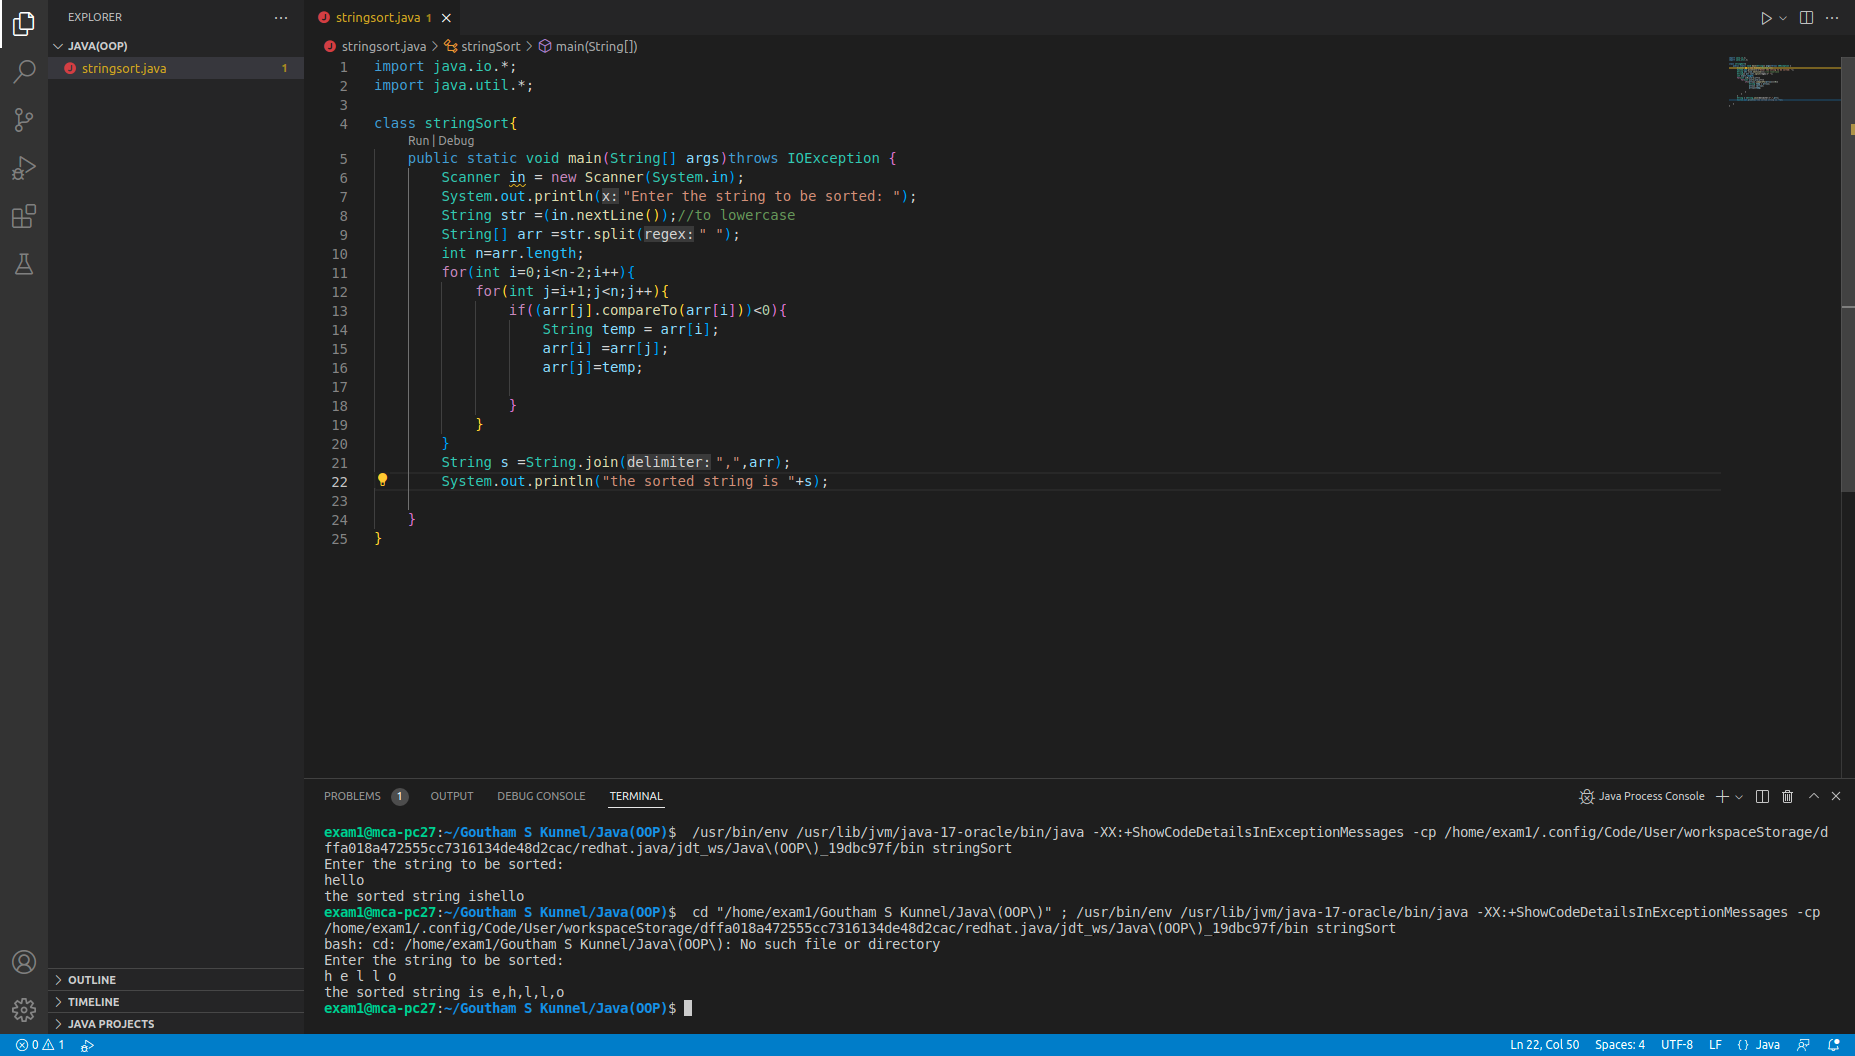 EXPLORER
JAVA(OOP)
stringsort.java 1
OUTLINE
TIMELINE
JAVA PROJECTS
stringsort.java 1
stringsort.java > stringSort > main(String[])
1 import java.io.*;
2 import java.util.*;
3
4 class stringSort{
Run | Debug
5 public static void main(String[] args)throws IOException {
6 Scanner in = new Scanner(System.in);
7 System.out.println(x: "Enter the string to be sorted: ");
8 String str =(in.nextLine());//to lowercase
9 String[] arr =str.split(regex: " ");
10 int n=arr.length;
11 for(int i=0;i<n-2;i++){
12 for(int j=i+1;j<n;j++){
13 if((arr[j].compareTo(arr[i]))<0){
14 String temp = arr[i];
15 arr[i] =arr[j];
16 arr[j]=temp;
17
18 }
19 }
20 }
21 String s =String.join(delimiter: ",",arr);
22 System.out.println("the sorted string is "+s);
23
24 }
25 }
PROBLEMS 1 OUTPUT DEBUG CONSOLE TERMINAL Java Process Console
exam1@mca-pc27:~/Goutham S Kunnel/Java(OOP)$  /usr/bin/env /usr/lib/jvm/java-17-oracle/bin/java -XX:+ShowCodeDetailsInExceptionMessages -cp /home/exam1/.config/Code/User/workspaceStorage/d
ffa018a472555cc7316134de48d2cac/redhat.java/jdt_ws/Java\(OOP\)_19dbc97f/bin stringSort
Enter the string to be sorted:
hello
the sorted string ishello
exam1@mca-pc27:~/Goutham S Kunnel/Java(OOP)$  cd "/home/exam1/Goutham S Kunnel/Java\(OOP\)" ; /usr/bin/env /usr/lib/jvm/java-17-oracle/bin/java -XX:+ShowCodeDetailsInExceptionMessages -cp
/home/exam1/.config/Code/User/workspaceStorage/dffa018a472555cc7316134de48d2cac/redhat.java/jdt_ws/Java\(OOP\)_19dbc97f/bin stringSort
bash: cd: /home/exam1/Goutham S Kunnel/Java\(OOP\): No such file or directory
Enter the string to be sorted:
h e l l o
the sorted string is e,h,l,l,o
exam1@mca-pc27:~/Goutham S Kunnel/Java(OOP)$
0 1 Ln 22, Col 50 Spaces: 4 UTF-8 LF {} Java